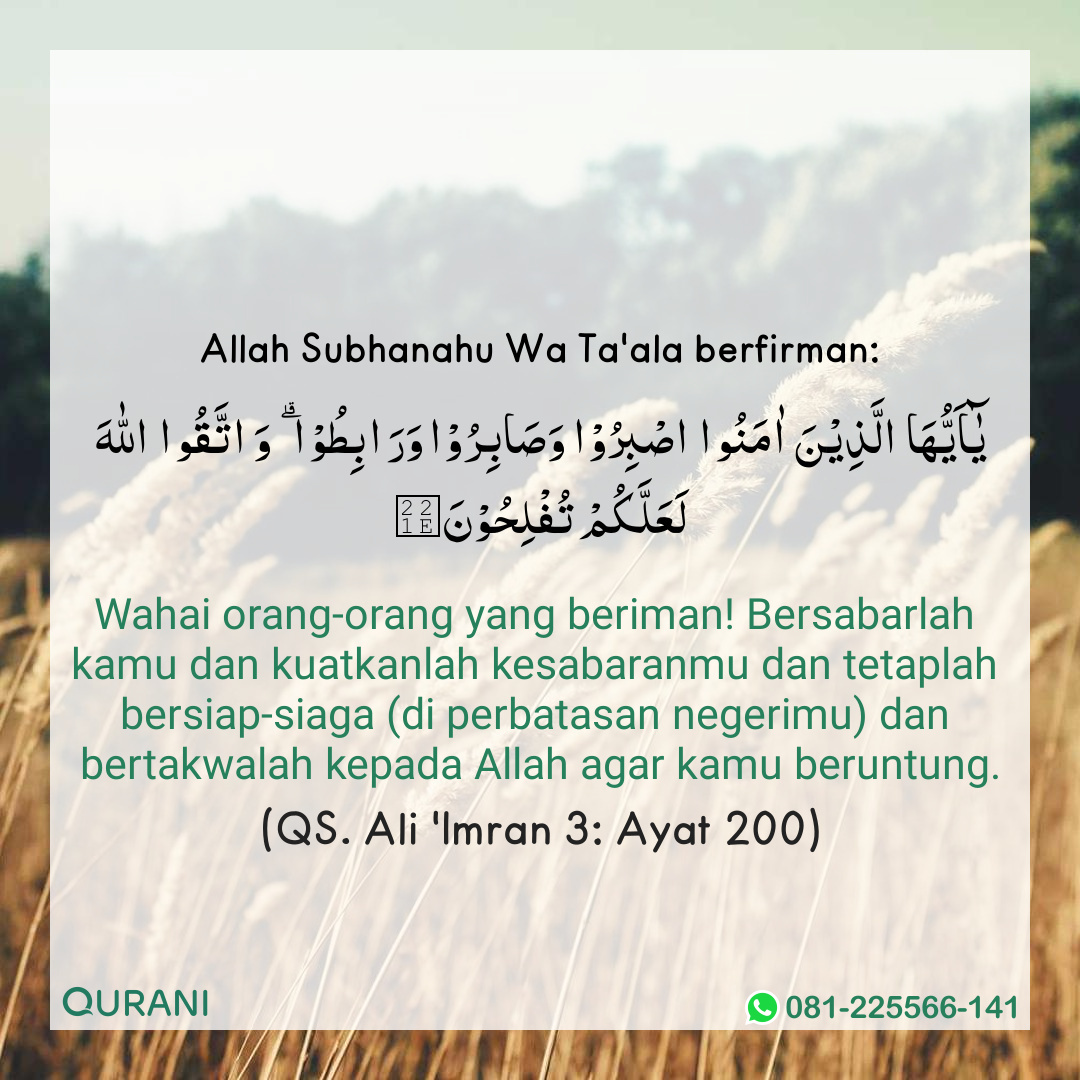 Allah Subhanahu Wa Ta'ala berfirman:
يٰۤاَيُّهَا الَّذِيْنَ اٰمَنُوا اصْبِرُوْا وَصَابِرُوْا وَرَابِطُوْاۗ وَاتَّقُوا اللّٰهَ
لَعَلَّكُمْ تُفْلِحُوْنَ∞
Wahai orang-orang yang beriman! Bersabarlah
kamu dan kuatkanlah kesabaranmu dan tetaplah
bersiap-siaga (di perbatasan negerimu) dan
bertakwalah kepada Allah agar kamu beruntung.
(QS. Ali 'Imran 3: Ayat 200)
QURANI
081-225566-141